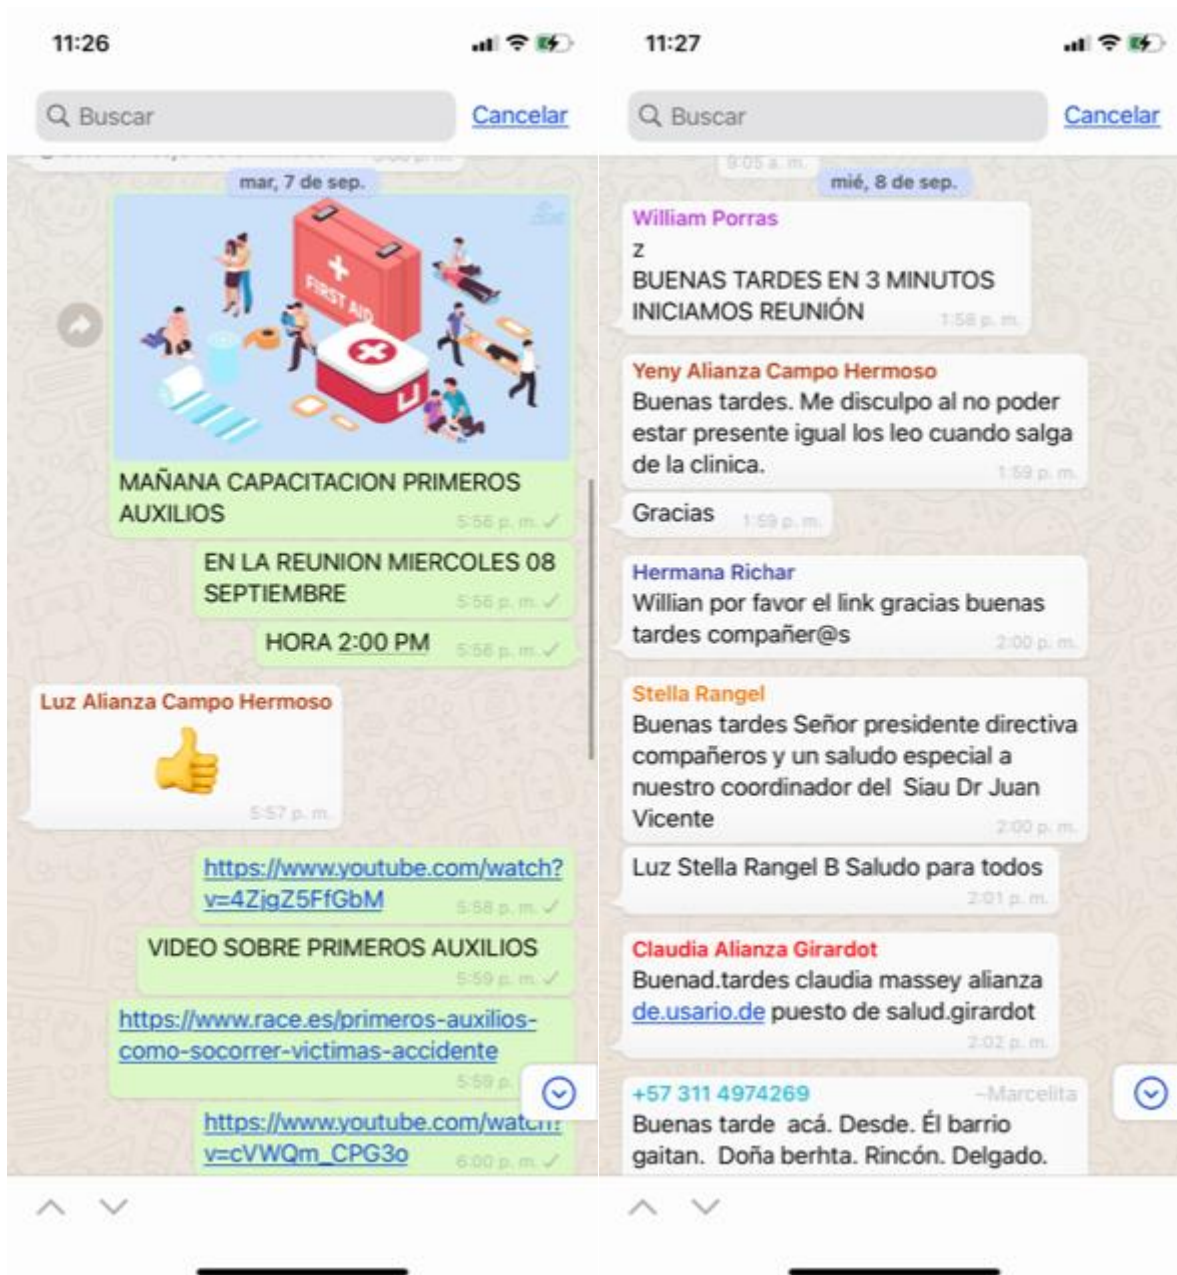 11:26
Buscar
Cancelar
mar, 7 de sep.
FIRST AID
MAÑANA CAPACITACION PRIMEROS
AUXILIOS
5:56 p. m.
EN LA REUNION MIERCOLES 08
SEPTIEMBRE
5:56 p. m.
HORA 2:00 PM
5:56 p. m.
Luz Alianza Campo Hermoso
👍
5:57 p. m.
https://www.youtube.com/watch?
v=4ZjgZ5FfGbM
5:58 p. m.
VIDEO SOBRE PRIMEROS AUXILIOS
5:59 p. m.
https://www.race.es/primeros-auxilios-
como-socorrer-victimas-accidente
5:59 p.
https://www.youtube.com/watch?
v=cVWQm_CPG3o
6:00 p. m.
11:27
Buscar
Cancelar
9:05 a. m.
mié, 8 de sep.
William Porras
z
BUENAS TARDES EN 3 MINUTOS
INICIAMOS REUNIÓN
1:58 p. m.
Yeny Alianza Campo Hermoso
Buenas tardes. Me disculpo al no poder
estar presente igual los leo cuando salga
de la clinica.
1:59 p. m.
Gracias
1:59 p. m.
Hermana Richar
Willian por favor el link gracias buenas
tardes compañer@s
2:00 p. m.
Stella Rangel
Buenas tardes Señor presidente directiva
compañeros y un saludo especial a
nuestro coordinador del Siau Dr Juan
Vicente
2:00 p. m.
Luz Stella Rangel B Saludo para todos
2:01 p. m.
Claudia Alianza Girardot
Buenad.tardes claudia massey alianza
de.usario.de puesto de salud.girardot
2:02 p. m.
+57 311 4974269
~Marcelita
Buenas tarde acá. Desde. Él barrio
gaitan. Doña berhta. Rincón. Delgado.